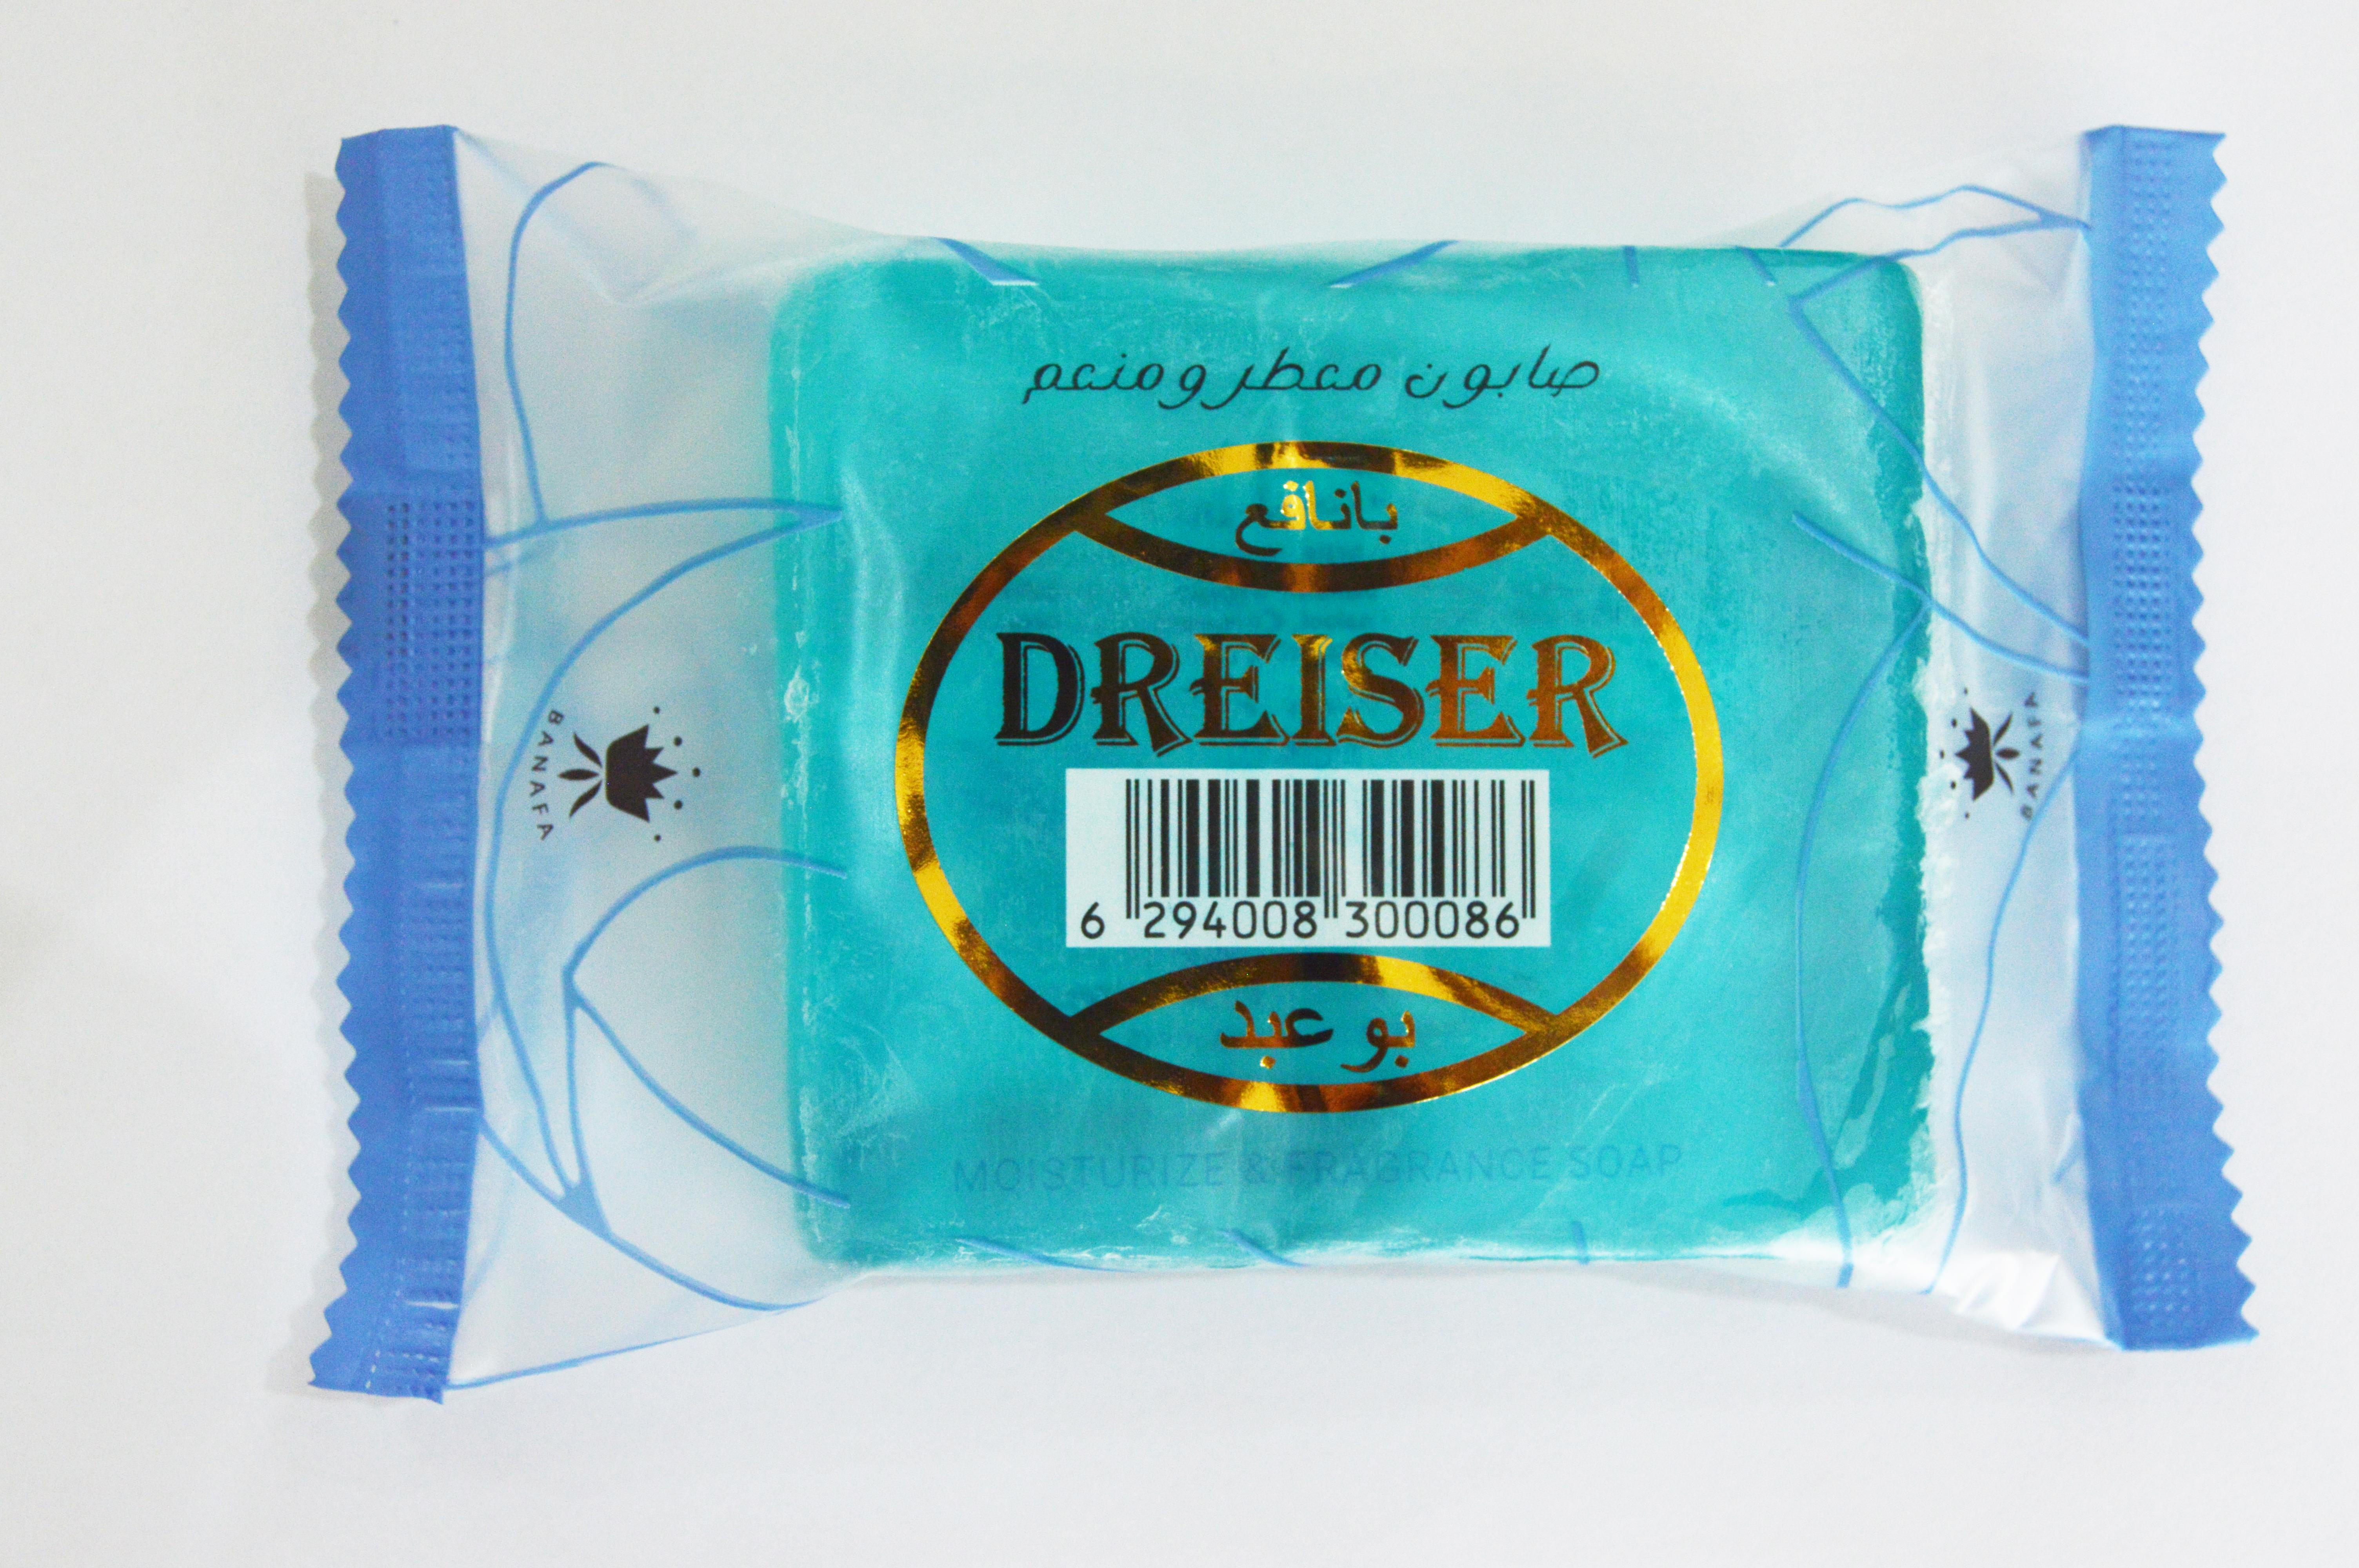 صابون معطر ومنعم
بانافع
DREISER
6 294008 300086
بو عبد
MOISTURIZE & FRAGRANCE SOAP
BANAFA
BANAFA